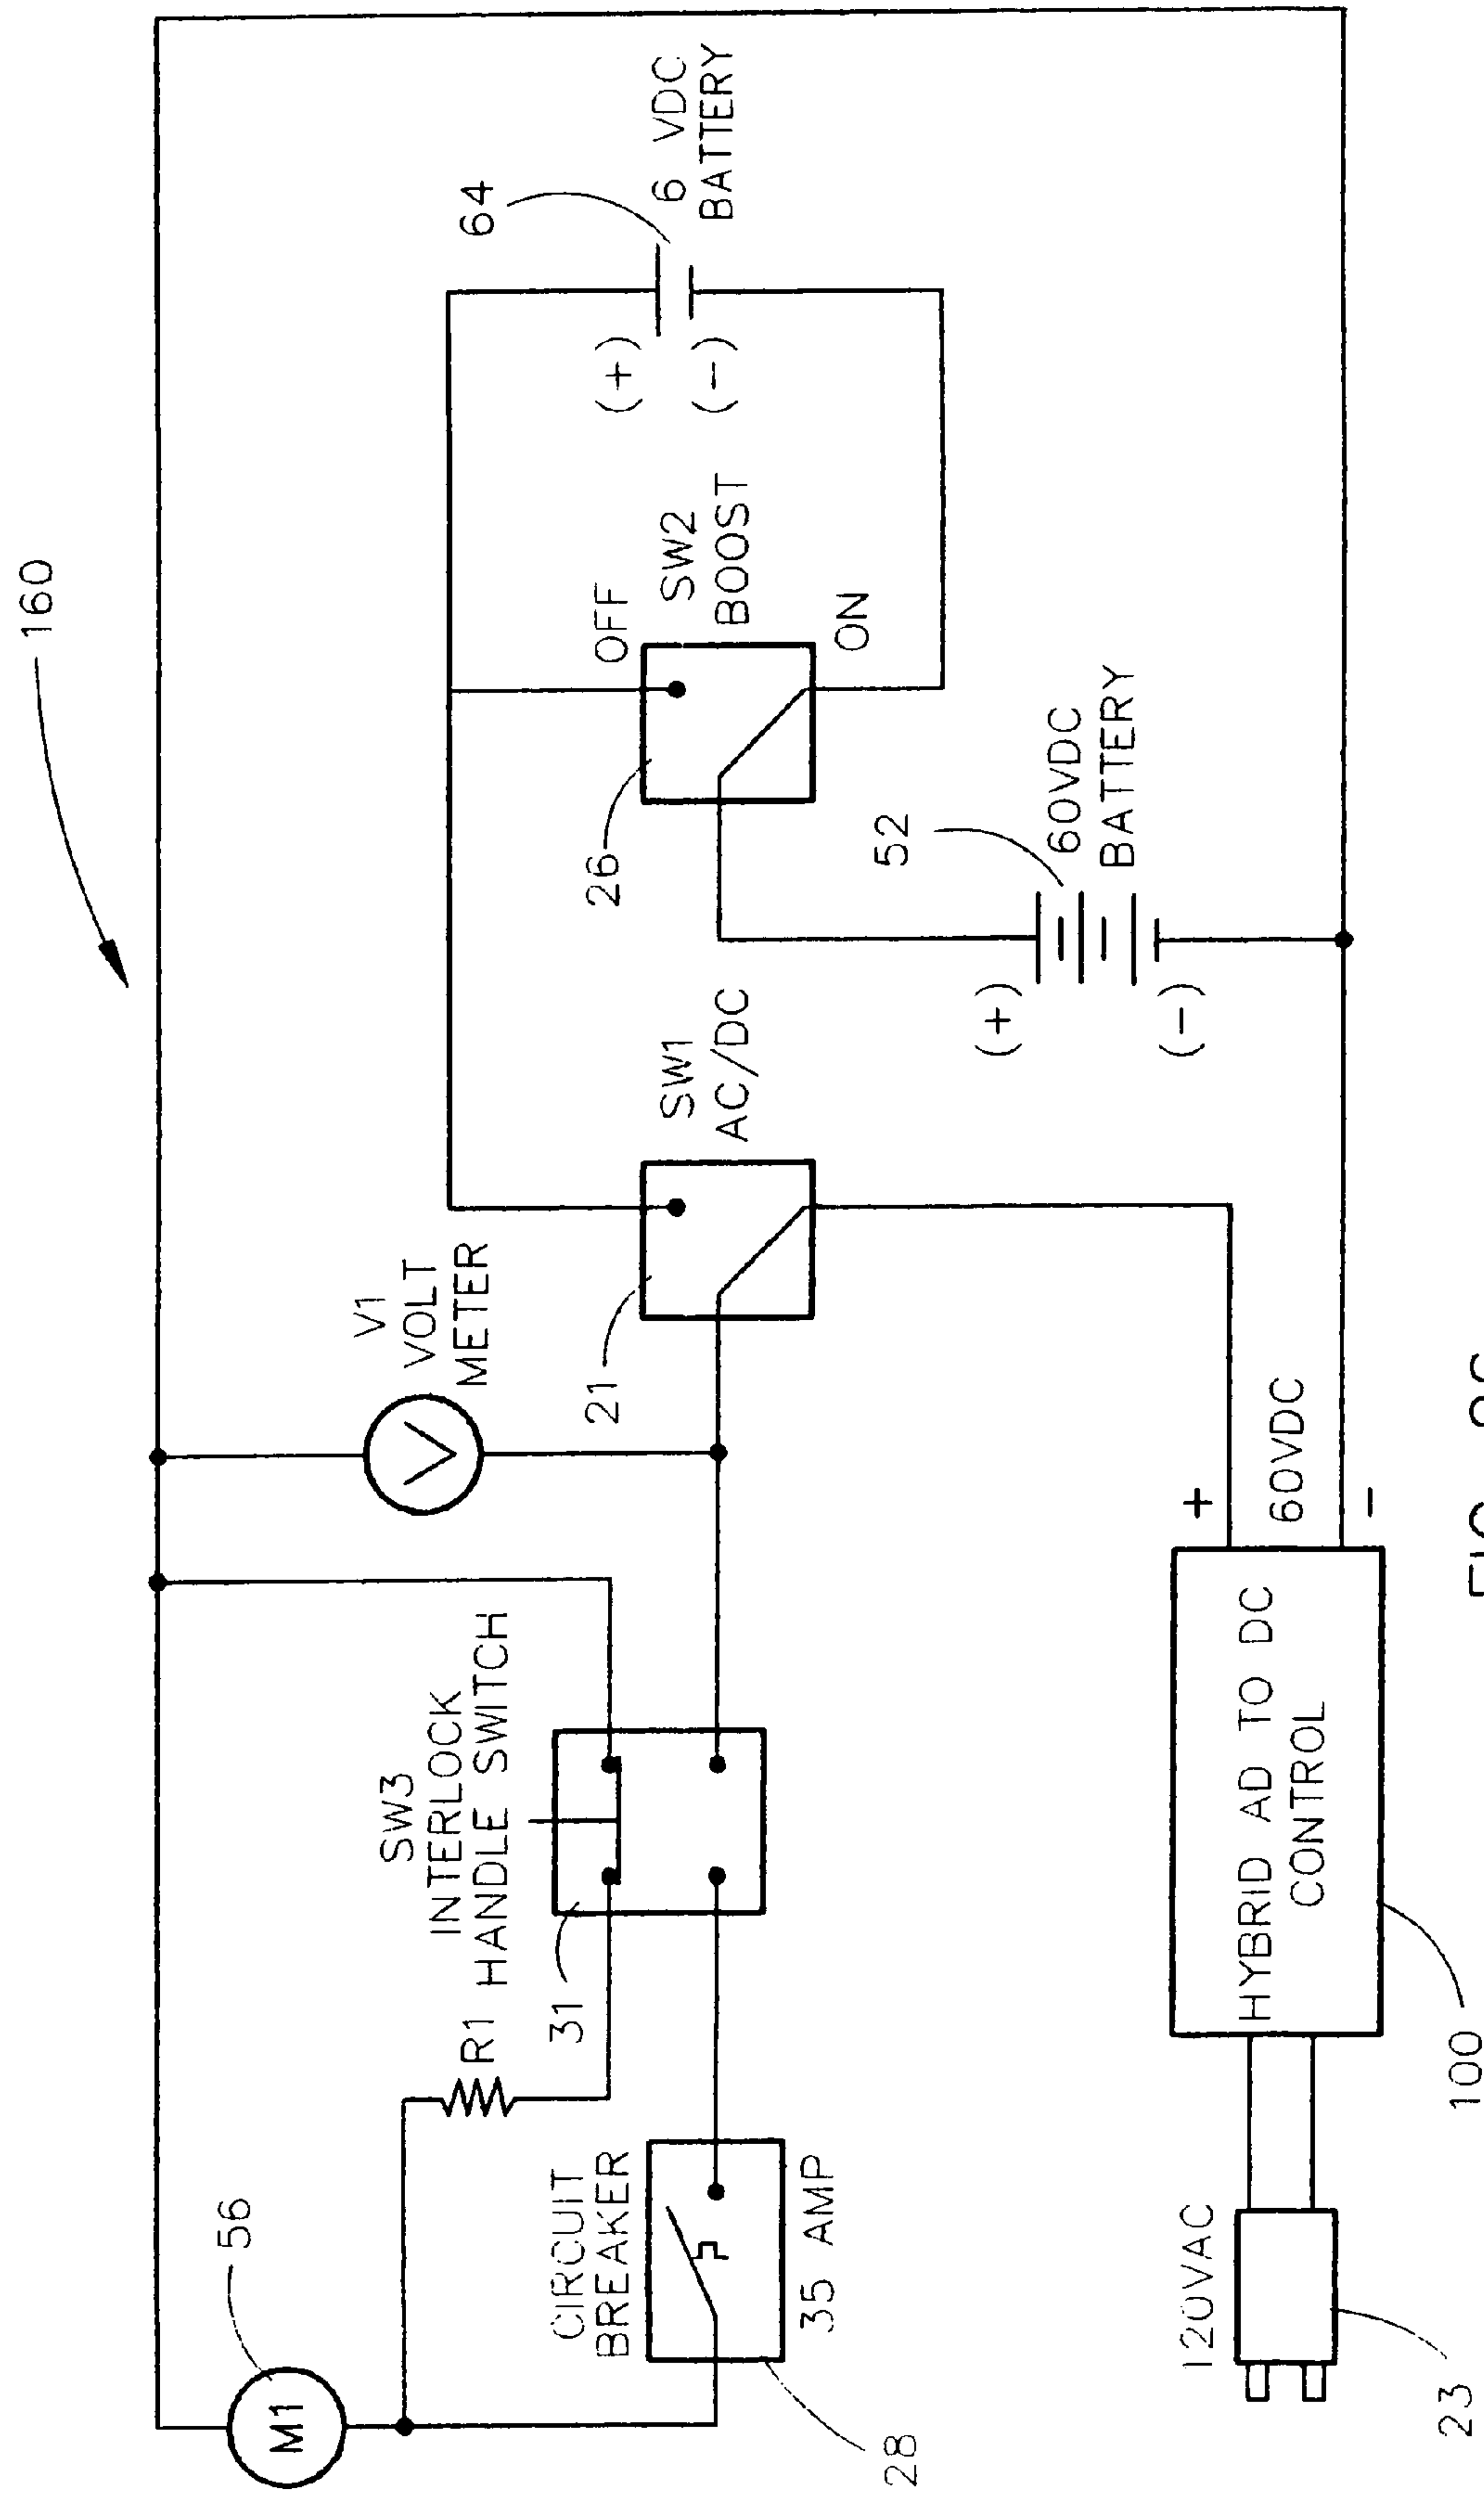 160
V1
VOLT
METER
SW3
INTERLOCK
HANDLE SWITCH
R1
31
56
M1
CIRCUIT
BREAKER
35 AMP
28
21
SW1
AC/DC
26
OFF
SW2
BOOST
ON
64
6 VDC
BATTERY
(+)
(-)
52
60VDC
BATTERY
(+)
(-)
120VAC
23
HYBRID AD TO DC
CONTROL
100
+
60VDC
-